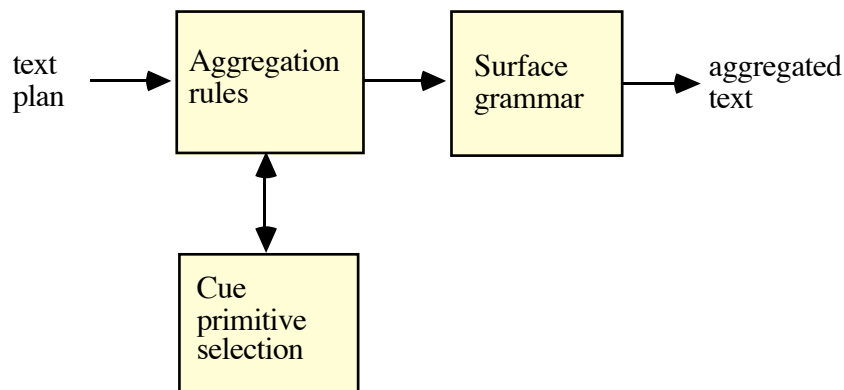 text
plan
Aggregation
rules
Surface
grammar
aggregated
text
Cue
primitive
selection